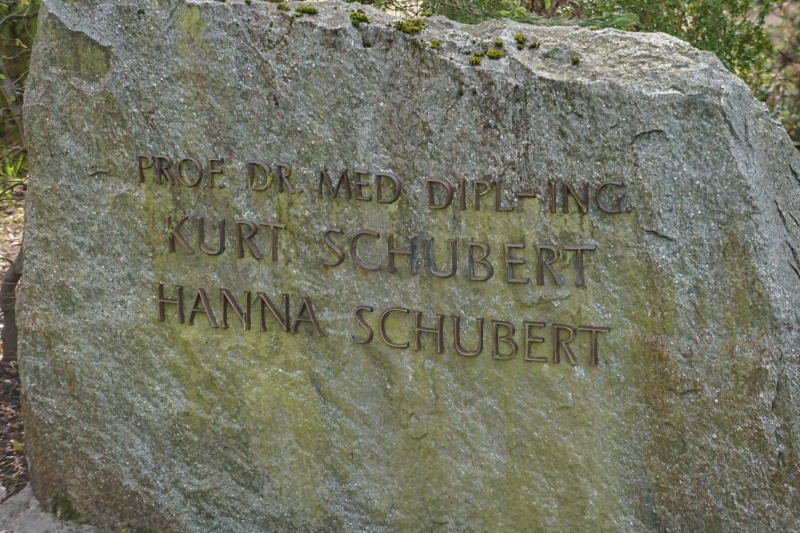 PROF. DR. MED DIPL-ING.
KURT SCHUBERT
HANNA SCHUBERT